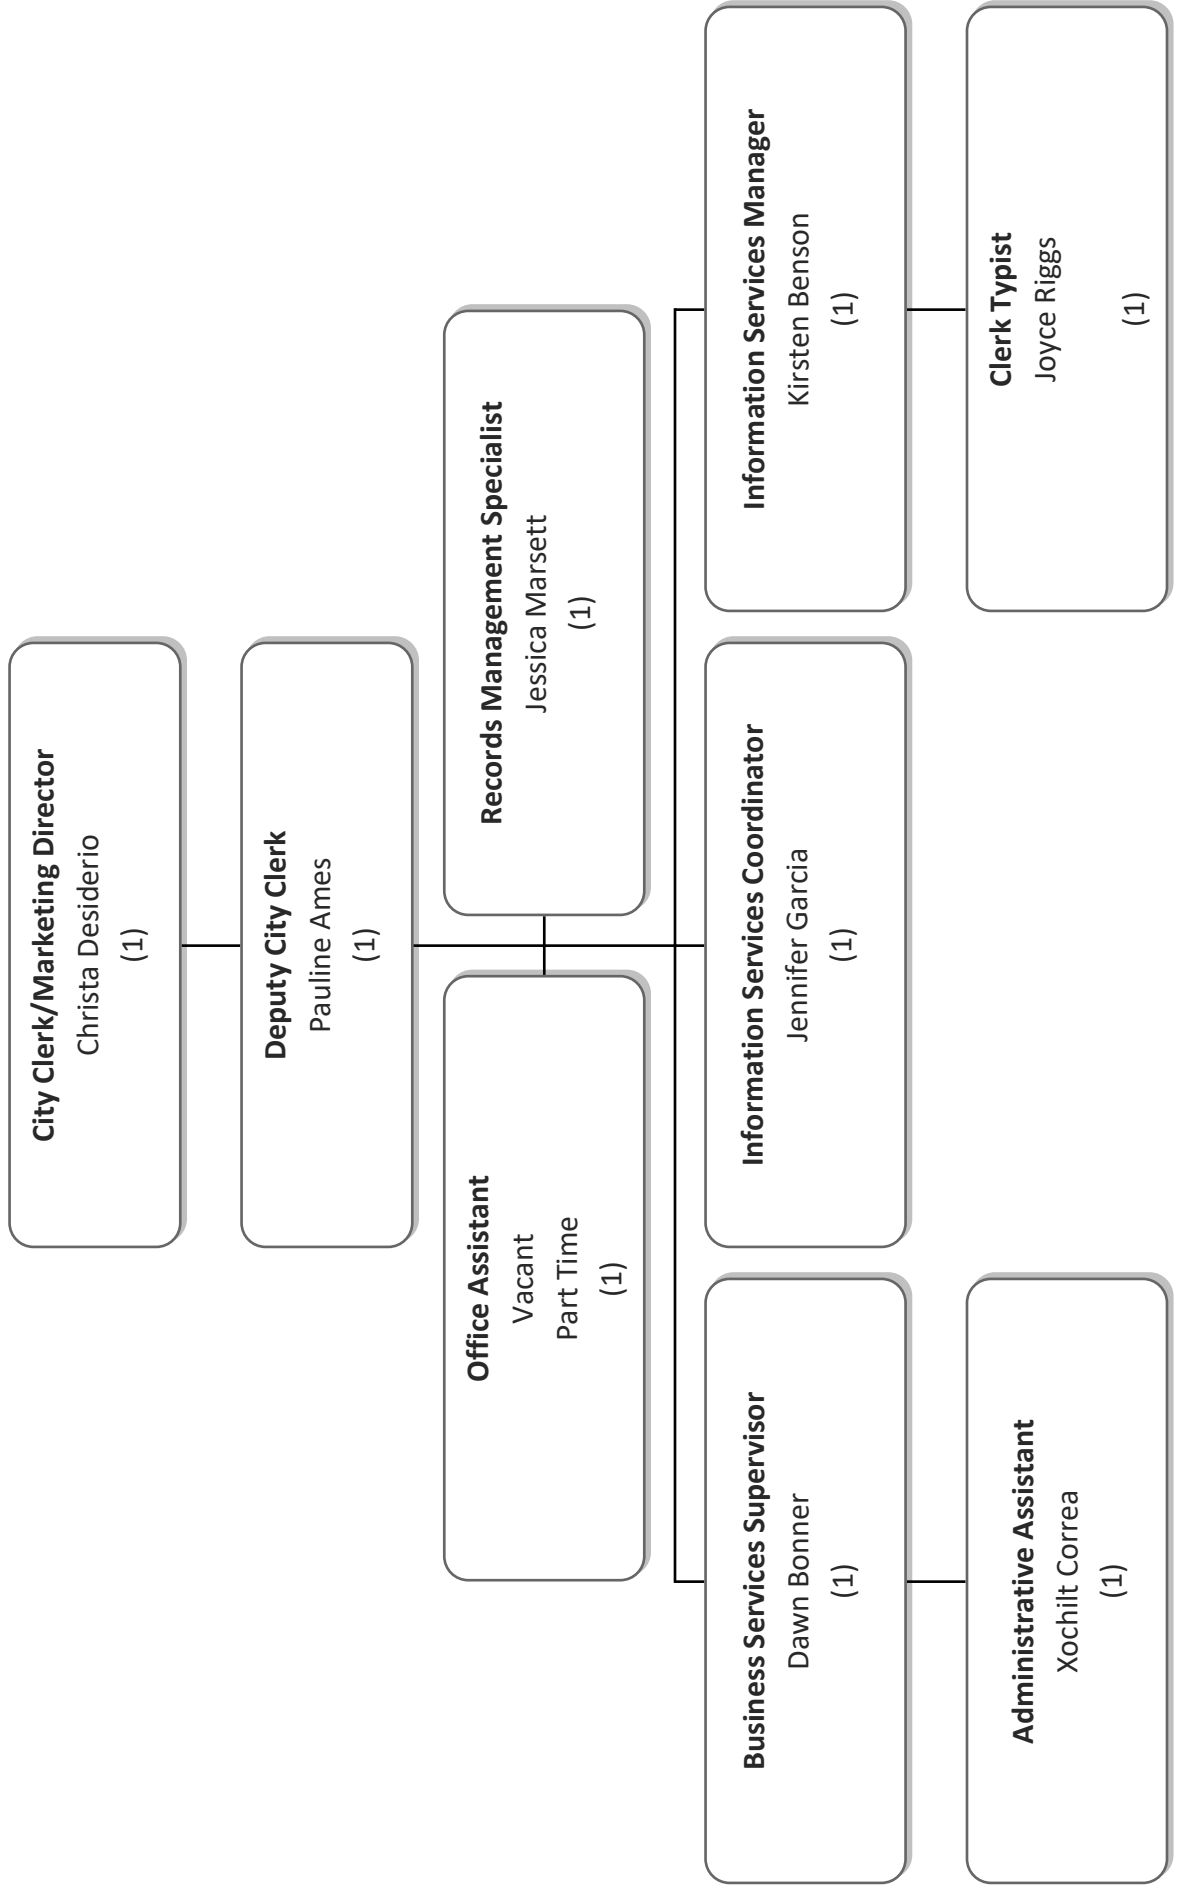 City Clerk/Marketing Director
Christa Desiderio
(1)
Deputy City Clerk
Pauline Ames
(1)
Office Assistant
Vacant
Part Time
(1)
Records Management Specialist
Jessica Marsett
(1)
Business Services Supervisor
Dawn Bonner
(1)
Information Services Coordinator
Jennifer Garcia
(1)
Information Services Manager
Kirsten Benson
(1)
Administrative Assistant
Xochilt Correa
(1)
Clerk Typist
Joyce Riggs
(1)